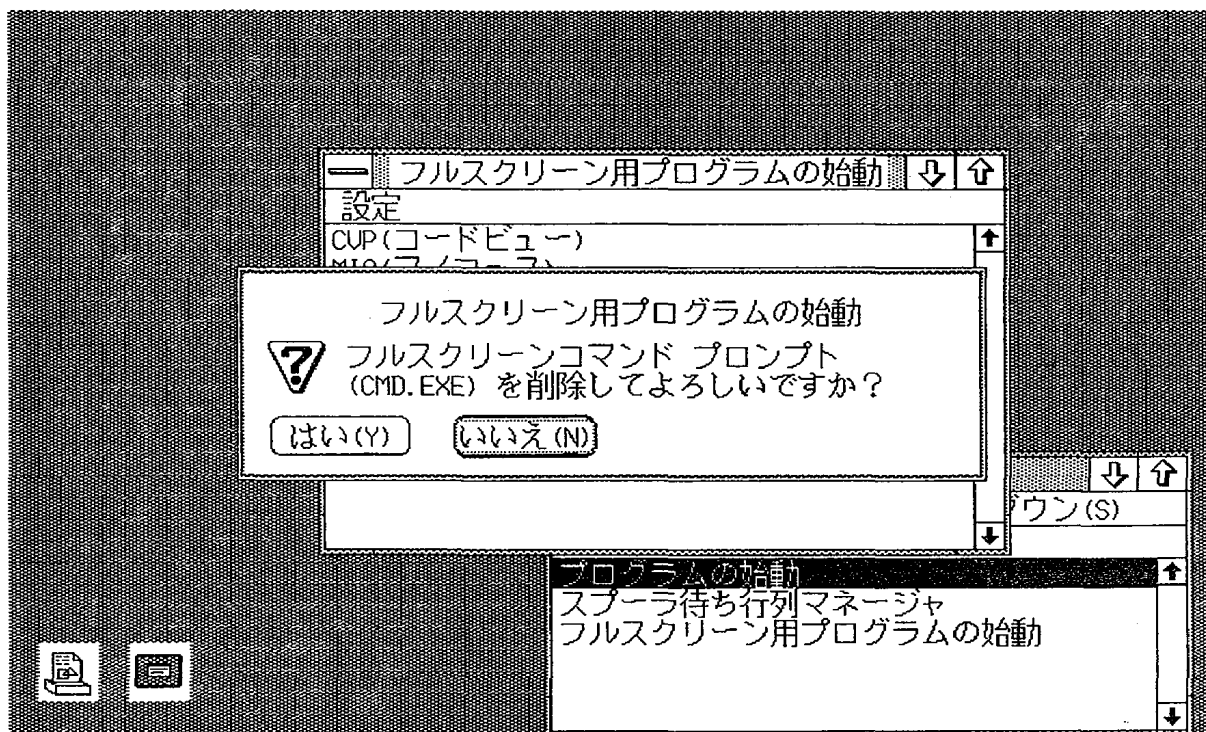 フルスクリーン用プログラムの始動
設定
CVP(コードビュー)
フルスクリーン用プログラムの始動
フルスクリーンコマンド プロンプト
(CMD.EXE) を削除してよろしいですか？
はい(Y) いいえ(N)
ダウン(S)
プログラムの始動
スプーラ待ち行列マネージャ
フルスクリーン用プログラムの始動